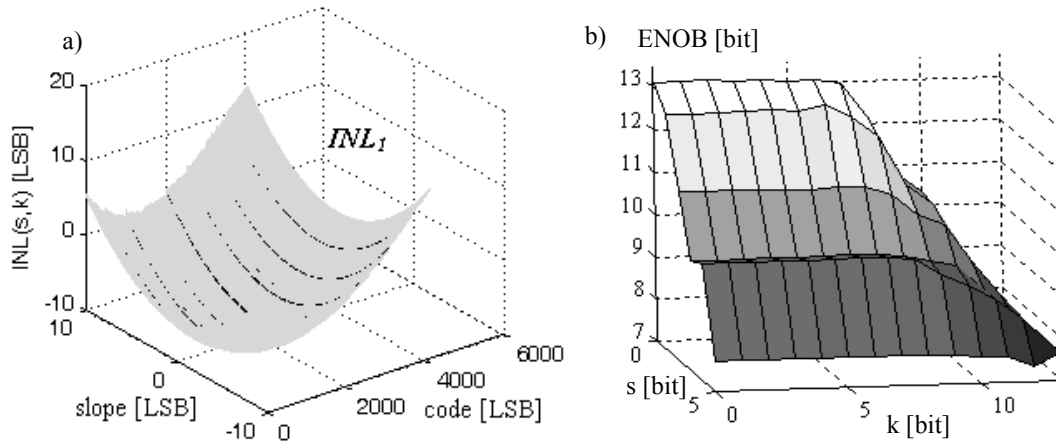 a)
20
10
0
-10
INL(s,k) [LSB]
INL1
10
0
-10
slope [LSB]
0
2000
4000
6000
code [LSB]
b)
ENOB [bit]
13
12
11
10
9
8
7
0
5
s [bit]
0
5
10
k [bit]